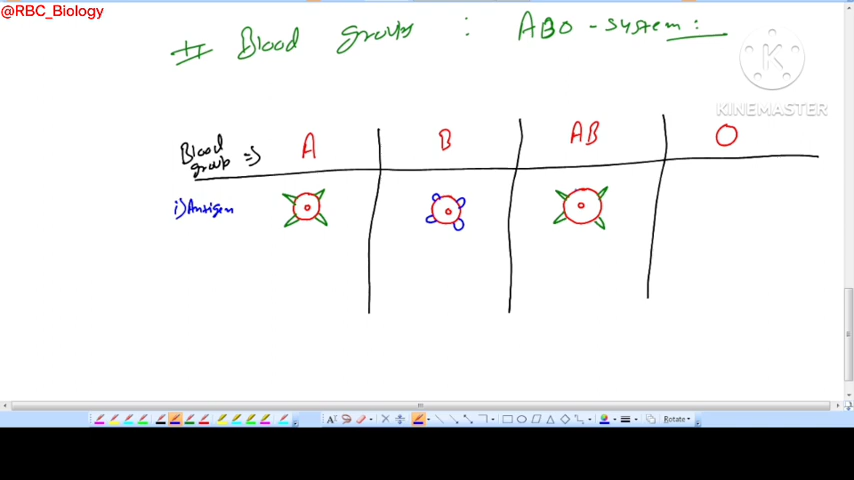 @RBC_Biology
# Blood groups : ABO - system :
KINEMASTER
Blood group => A B AB O
i) Antigen
Rotate